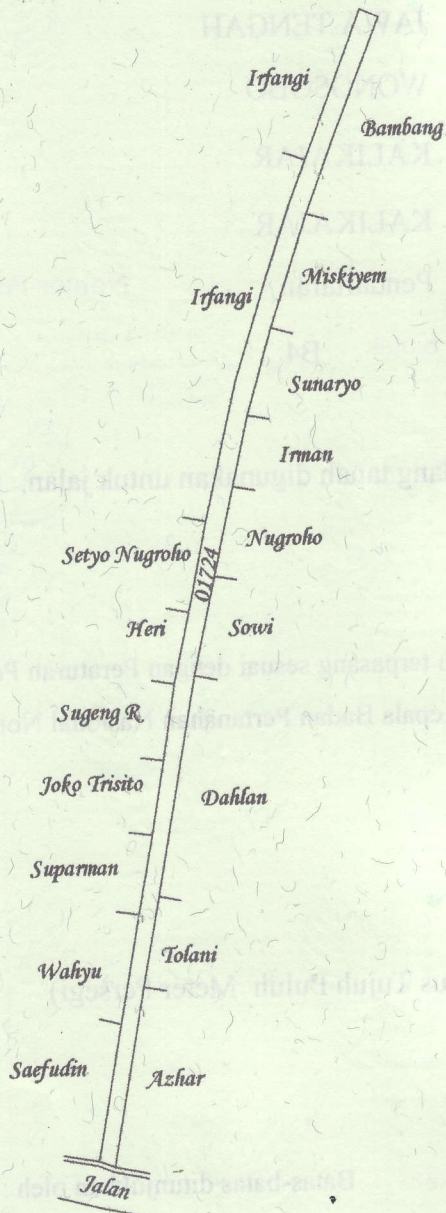 Irfangi
Bambang
Miskiyem
Irfangi
Sunaryo
Irman
Nugroho
Setyo Nugroho
01724
Heri
Sowi
Sugeng R.
Joko Trisito
Dahlan
Suparman
Tolani
Wahyu
Saefudin
Azhar
Jalan